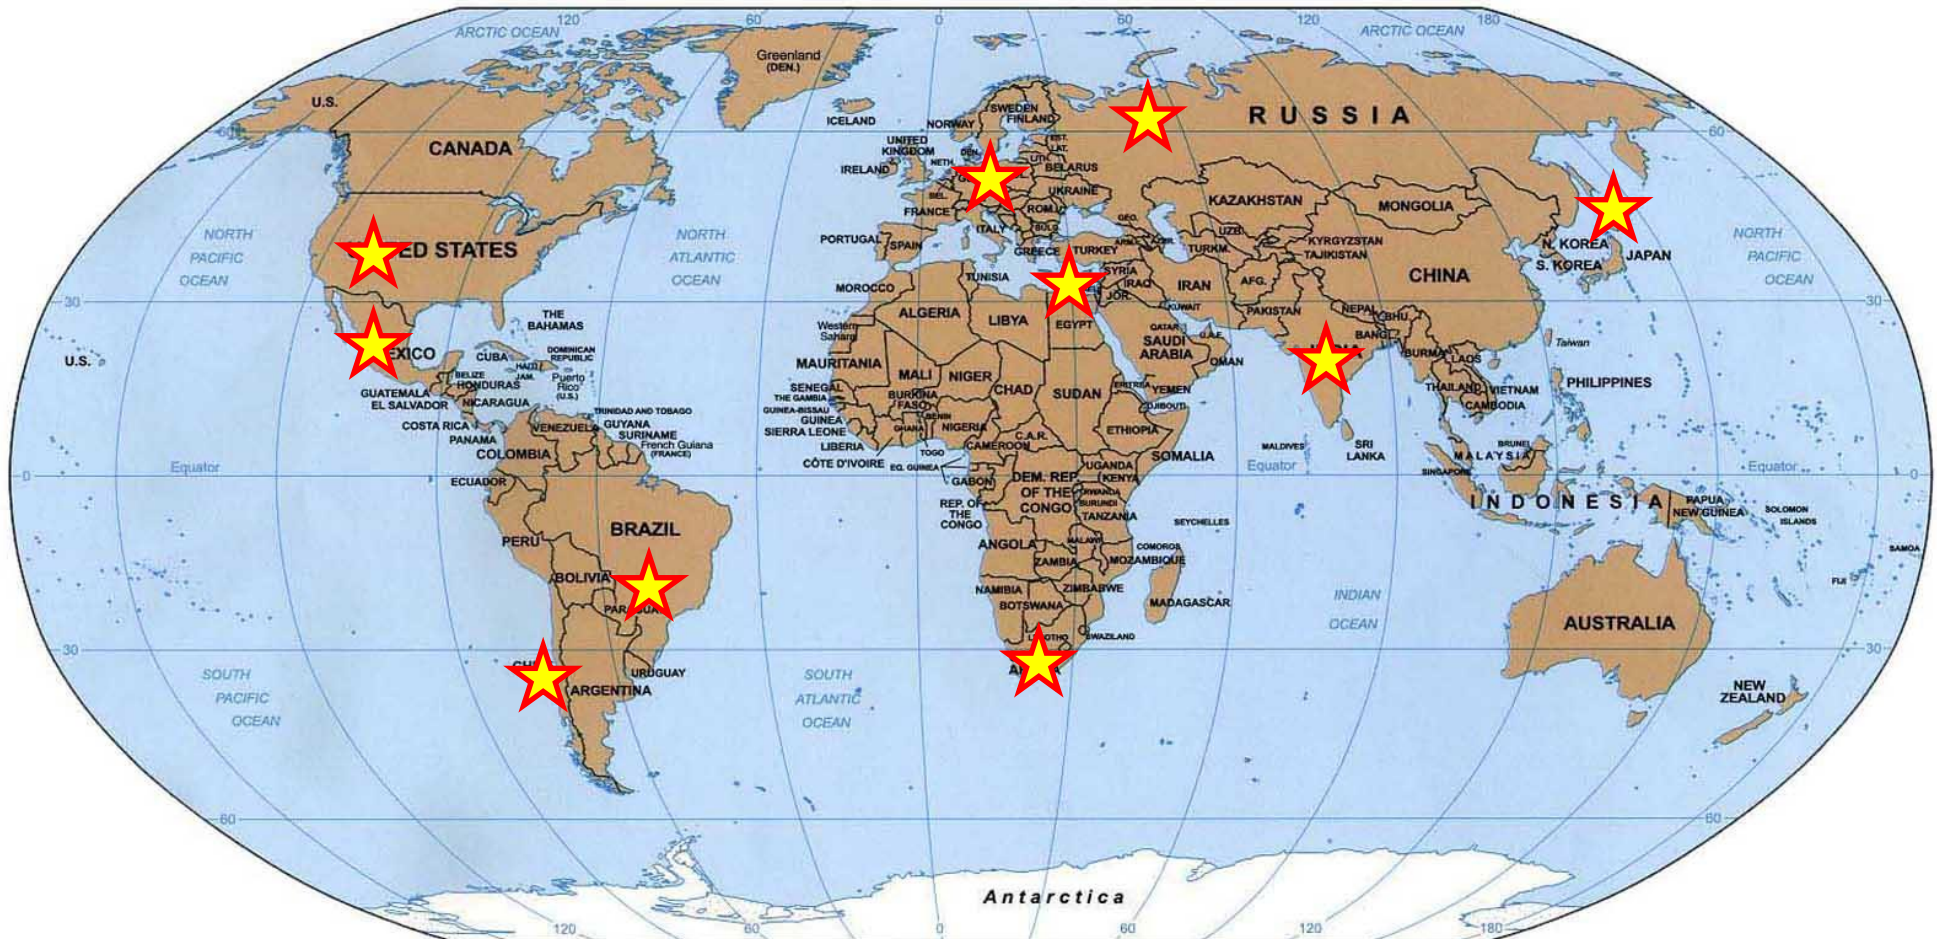 120
60
0
60
120
180
ARCTIC OCEAN
ARCTIC OCEAN
Greenland
(DEN.)
U.S.
ICELAND
SWEDEN
FINLAND
NORWAY
RUSSIA
60
60
CANADA
UNITED
KINGDOM
IRELAND
NETH.
DEN.
EST.
LAT.
LITH.
BELARUS
BEL.
UKRAINE
FRANCE
ROM.
KAZAKHSTAN
MONGOLIA
NORTH
PACIFIC
OCEAN
ED STATES
NORTH
ATLANTIC
OCEAN
PORTUGAL
SPAIN
ITALY
BULG.
GREECE
TURKEY
GEO.
ARM.
AZER.
UZB.
TURKM.
KYRGYZSTAN
TAJIKISTAN
CHINA
N. KOREA
S. KOREA
JAPAN
NORTH
PACIFIC
OCEAN
MOROCCO
TUNISIA
SYRIA
IRAQ
JOR.
IRAN
AFG.
KUWAIT
30
30
THE
BAHAMAS
Western
Sahara
ALGERIA
LIBYA
EGYPT
QATAR
U.A.E.
SAUDI
ARABIA
OMAN
PAKISTAN
NEPAL
BHU.
BANGL.
BURMA
LAOS
Taiwan
U.S.
EXICO
CUBA
DOMINICAN
REPUBLIC
HAITI
JAM.
Puerto
Rico
(U.S.)
BELIZE
HONDURAS
GUATEMALA
EL SALVADOR
NICARAGUA
COSTA RICA
PANAMA
MAURITANIA
MALI
NIGER
CHAD
SUDAN
ERITREA
YEMEN
DJIBOUTI
SENEGAL
THE GAMBIA
GUINEA-BISSAU
GUINEA
SIERRA LEONE
LIBERIA
CÔTE D'IVOIRE
BURKINA
FASO
GHANA
BENIN
TOGO
NIGERIA
CAMEROON
EQ. GUINEA
C.A.R.
ETHIOPIA
SOMALIA
THAILAND
VIETNAM
CAMBODIA
PHILIPPINES
TRINIDAD AND TOBAGO
VENEZUELA
GUYANA
SURINAME
French Guiana
(FRANCE)
COLOMBIA
MALDIVES
SRI
LANKA
BRUNEI
MALAYSIA
SINGAPORE
0
Equator
ECUADOR
GABON
REP. OF
THE
CONGO
DEM. REP.
OF THE
CONGO
UGANDA
KENYA
RWANDA
BURUNDI
TANZANIA
Equator
Equator
0
INDONESIA
PAPUA
NEW GUINEA
SOLOMON
ISLANDS
SEYCHELLES
PERU
BRAZIL
ANGOLA
MALAWI
ZAMBIA
COMOROS
MOZAMBIQUE
SAMOA
FIJI
BOLIVIA
NAMIBIA
ZIMBABWE
BOTSWANA
MADAGASCAR
INDIAN
OCEAN
AUSTRALIA
LESOTHO
SWAZILAND
30
30
SOUTH
PACIFIC
OCEAN
URUGUAY
ARGENTINA
SOUTH
ATLANTIC
OCEAN
NEW
ZEALAND
60
60
Antarctica
120
60
0
60
120
180